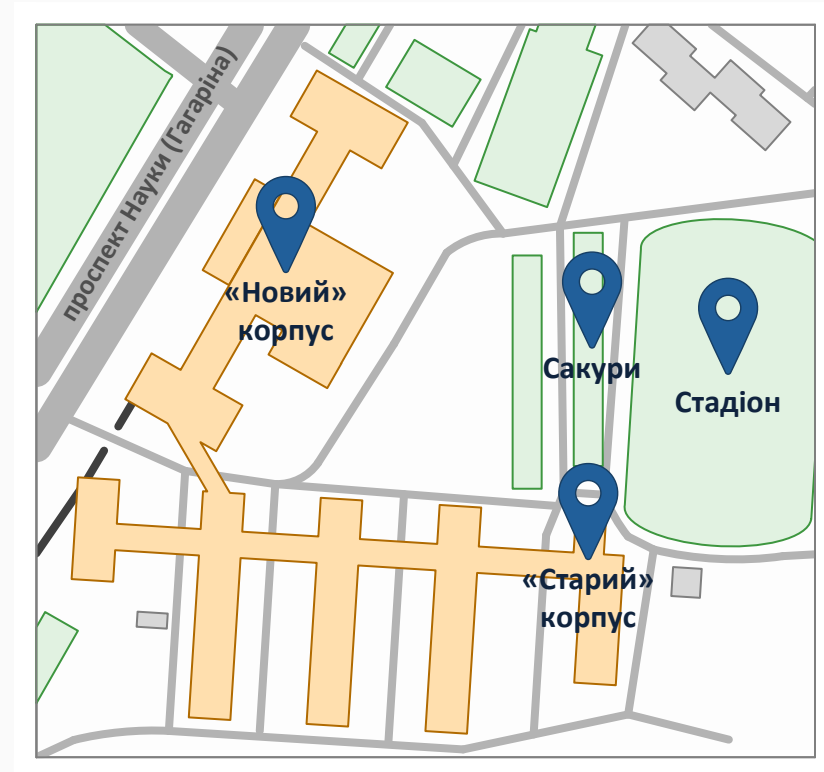 проспект Науки (Гагаріна)
«Новий»
корпус
Сакури
Стадіон
«Старий»
корпус